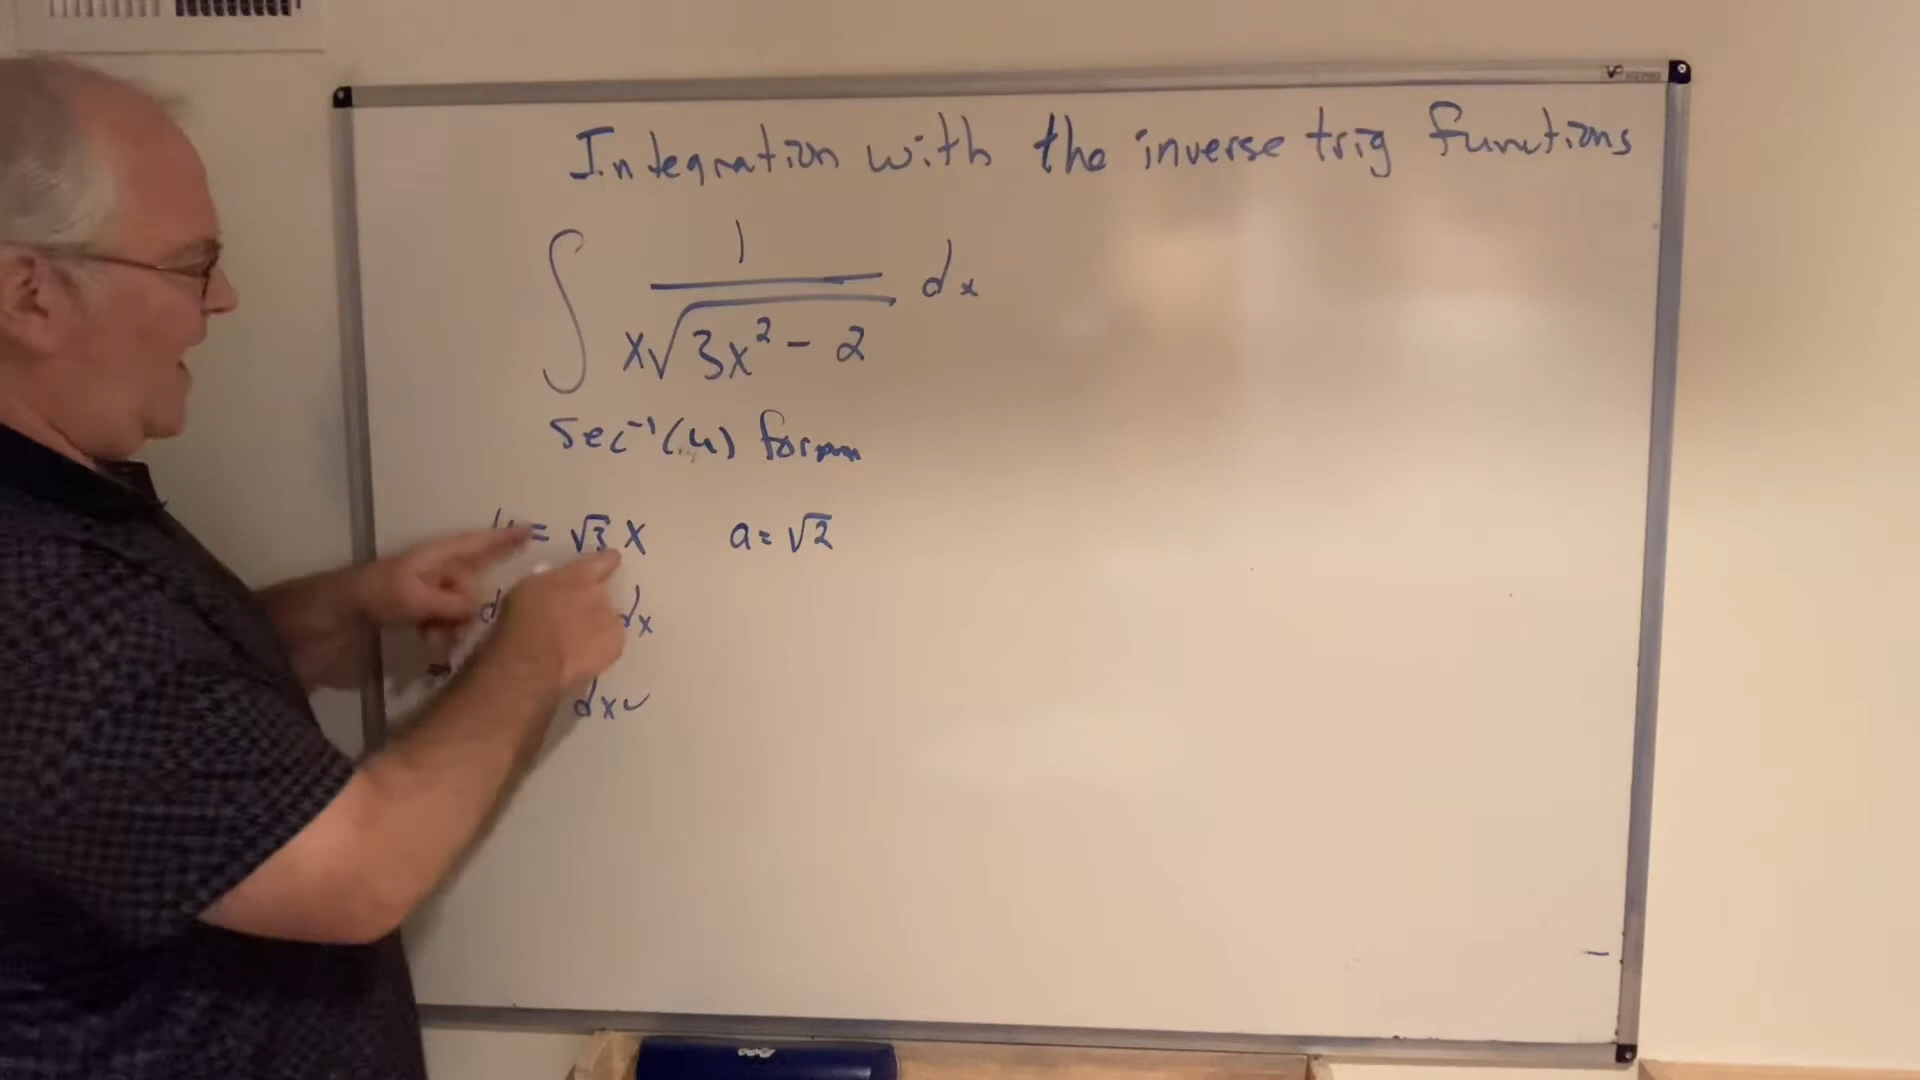 Integration with the inverse trig functions
∫ 1 / x√3x² - 2 dx
sec⁻¹(u) form
u = √3 x a = √2
d dx
dx